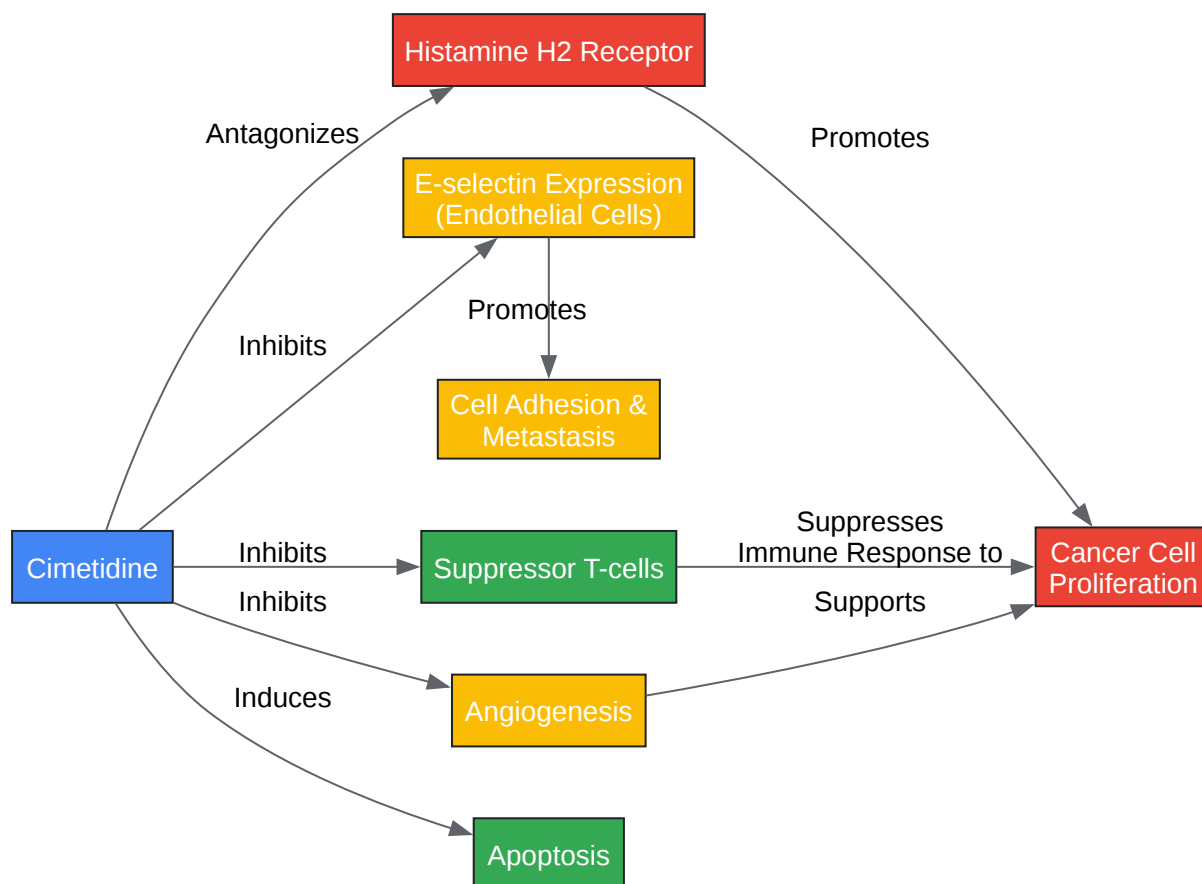 Histamine H2 Receptor
Antagonizes
Promotes
E-selectin Expression
(Endothelial Cells)
Promotes
Inhibits
Cell Adhesion &
Metastasis
Suppresses
Immune Response to
Cimetidine
Inhibits
Suppressor T-cells
Cancer Cell
Proliferation
Inhibits
Supports
Induces
Angiogenesis
Apoptosis